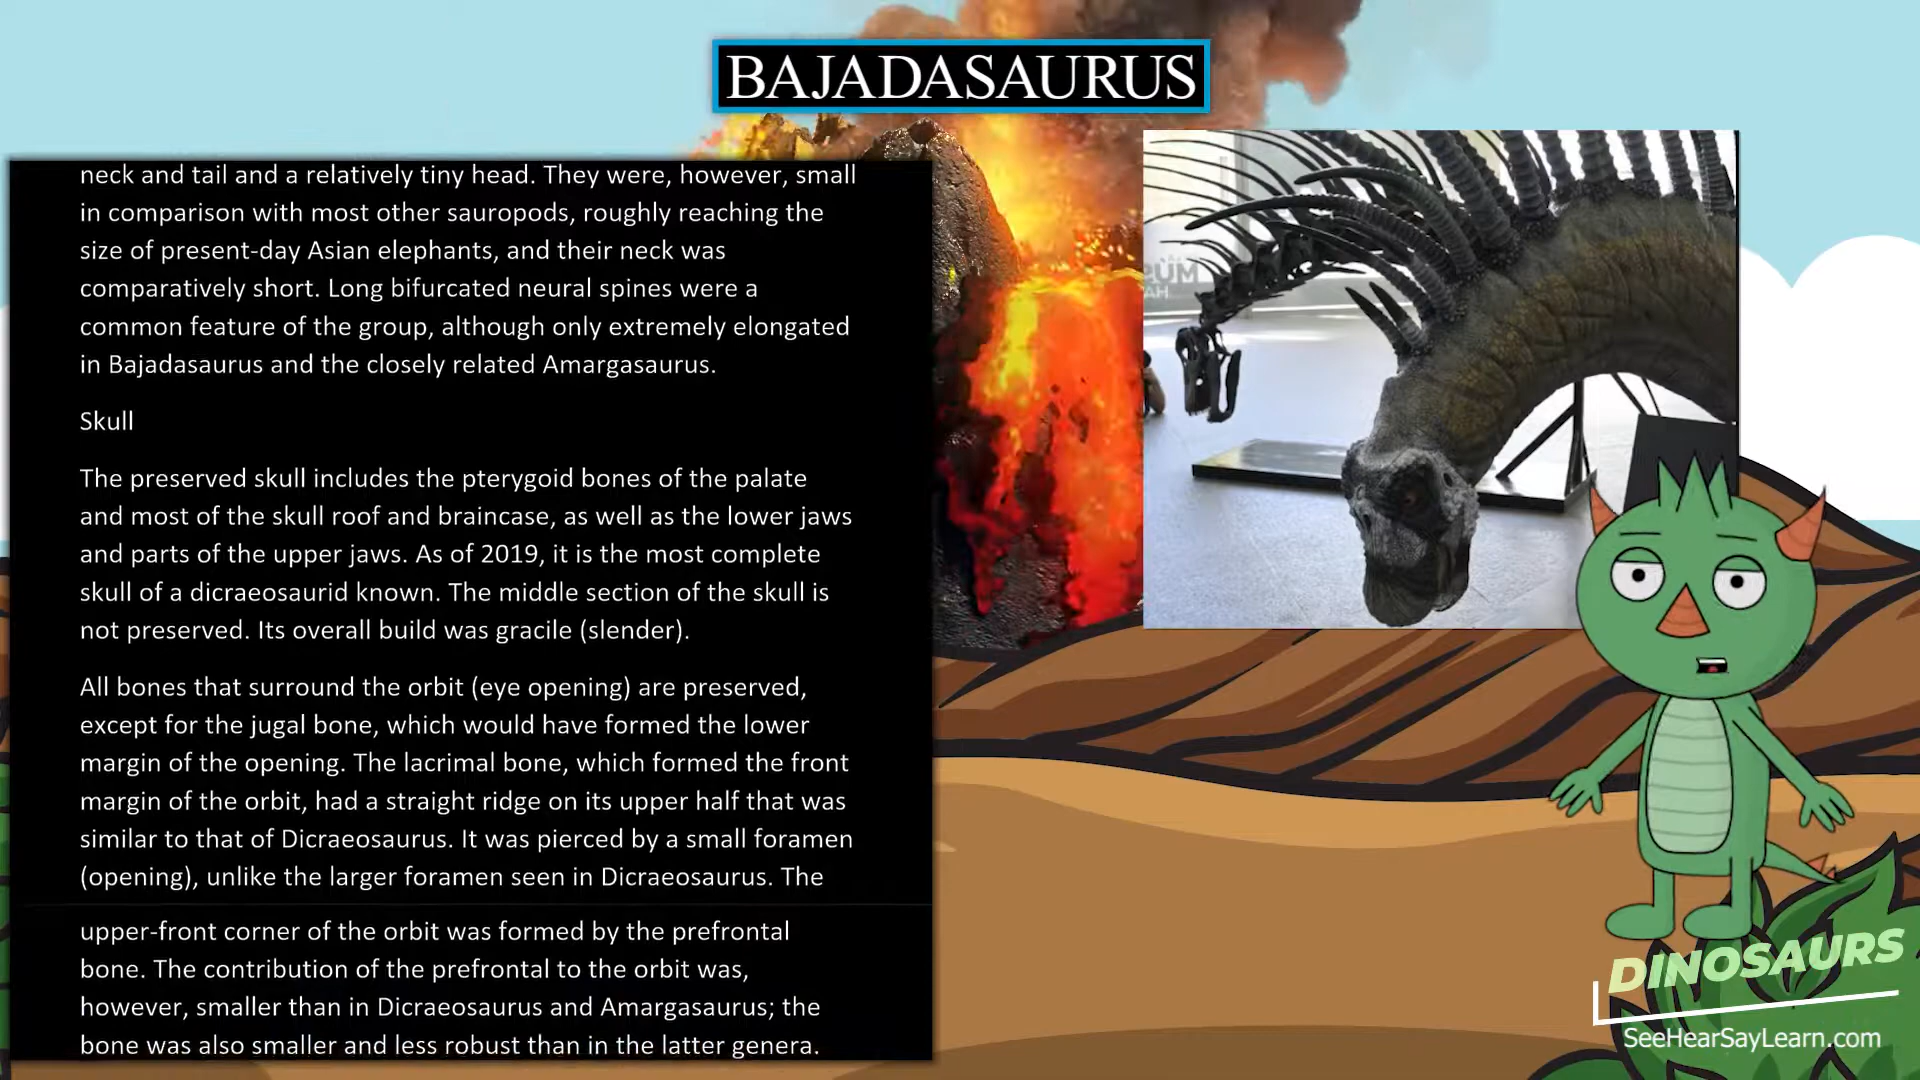 BAJADASAURUS
neck and tail and a relatively tiny head. They were, however, small
in comparison with most other sauropods, roughly reaching the
size of present-day Asian elephants, and their neck was
comparatively short. Long bifurcated neural spines were a
common feature of the group, although only extremely elongated
in Bajadasaurus and the closely related Amargasaurus.
Skull
The preserved skull includes the pterygoid bones of the palate
and most of the skull roof and braincase, as well as the lower jaws
and parts of the upper jaws. As of 2019, it is the most complete
skull of a dicraeosaurid known. The middle section of the skull is
not preserved. Its overall build was gracile (slender).
All bones that surround the orbit (eye opening) are preserved,
except for the jugal bone, which would have formed the lower
margin of the opening. The lacrimal bone, which formed the front
margin of the orbit, had a straight ridge on its upper half that was
similar to that of Dicraeosaurus. It was pierced by a small foramen
(opening), unlike the larger foramen seen in Dicraeosaurus. The
upper-front corner of the orbit was formed by the prefrontal
bone. The contribution of the prefrontal to the orbit was,
however, smaller than in Dicraeosaurus and Amargasaurus; the
bone was also smaller and less robust than in the latter genera.
DINOSAURS
SeeHearSayLearn.com